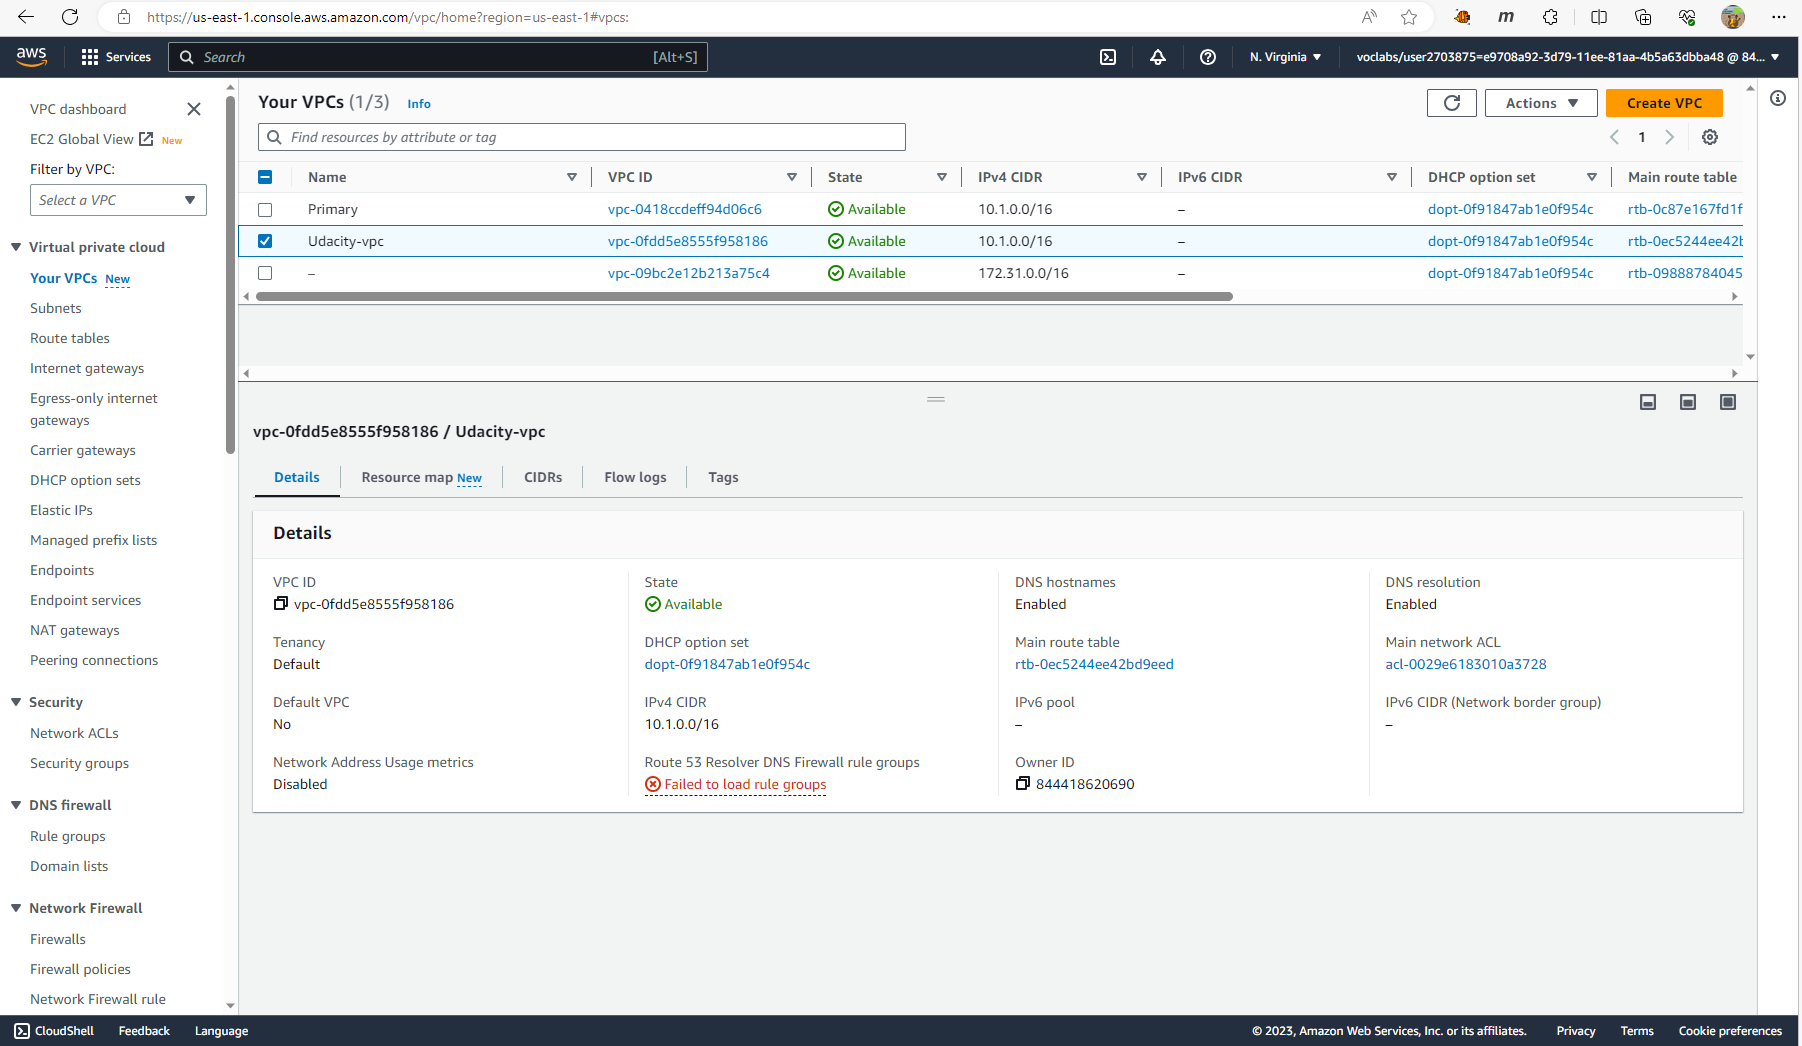 https://us-east-1.console.aws.amazon.com/vpc/home?region=us-east-1#vpcs:
aws
Services
Search
[Alt+S]
N. Virginia
voclabs/user2703875=e9708a92-3d79-11ee-81aa-4b5a63dbba48 @ 84...
VPC dashboard
EC2 Global View New
Filter by VPC:
Select a VPC
Virtual private cloud
Your VPCs New
Subnets
Route tables
Internet gateways
Egress-only internet
gateways
Carrier gateways
DHCP option sets
Elastic IPs
Managed prefix lists
Endpoints
Endpoint services
NAT gateways
Peering connections
Security
Network ACLs
Security groups
DNS firewall
Rule groups
Domain lists
Network Firewall
Firewalls
Firewall policies
Network Firewall rule
Your VPCs (1/3) Info
Actions
Create VPC
Find resources by attribute or tag
1
Name VPC ID State IPv4 CIDR IPv6 CIDR DHCP option set Main route table
Primary vpc-0418ccdeff94d06c6 Available 10.1.0.0/16 – dopt-0f91847ab1e0f954c rtb-0c87e167fd1f
Udacity-vpc vpc-0fdd5e8555f958186 Available 10.1.0.0/16 – dopt-0f91847ab1e0f954c rtb-0ec5244ee42b
– vpc-09bc2e12b213a75c4 Available 172.31.0.0/16 – dopt-0f91847ab1e0f954c rtb-09888784045
vpc-0fdd5e8555f958186 / Udacity-vpc
Details Resource map New CIDRs Flow logs Tags
Details
VPC ID
vpc-0fdd5e8555f958186
State
Available
DNS hostnames
Enabled
DNS resolution
Enabled
Tenancy
Default
DHCP option set
dopt-0f91847ab1e0f954c
Main route table
rtb-0ec5244ee42bd9eed
Main network ACL
acl-0029e6183010a3728
Default VPC
No
IPv4 CIDR
10.1.0.0/16
IPv6 pool
–
IPv6 CIDR (Network border group)
–
Network Address Usage metrics
Disabled
Route 53 Resolver DNS Firewall rule groups
Failed to load rule groups
Owner ID
844418620690
CloudShell Feedback Language
© 2023, Amazon Web Services, Inc. or its affiliates. Privacy Terms Cookie preferences